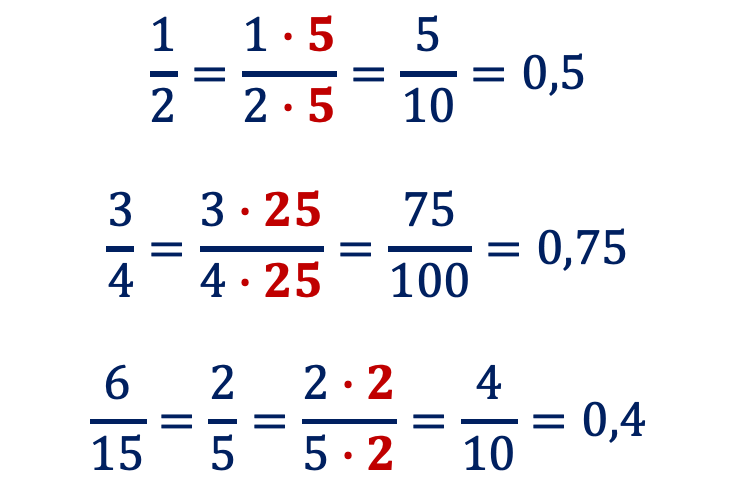 1/2 = 1 · 5/2 · 5 = 5/10 = 0,5
3/4 = 3 · 25/4 · 25 = 75/100 = 0,75
6/15 = 2/5 = 2 · 2/5 · 2 = 4/10 = 0,4